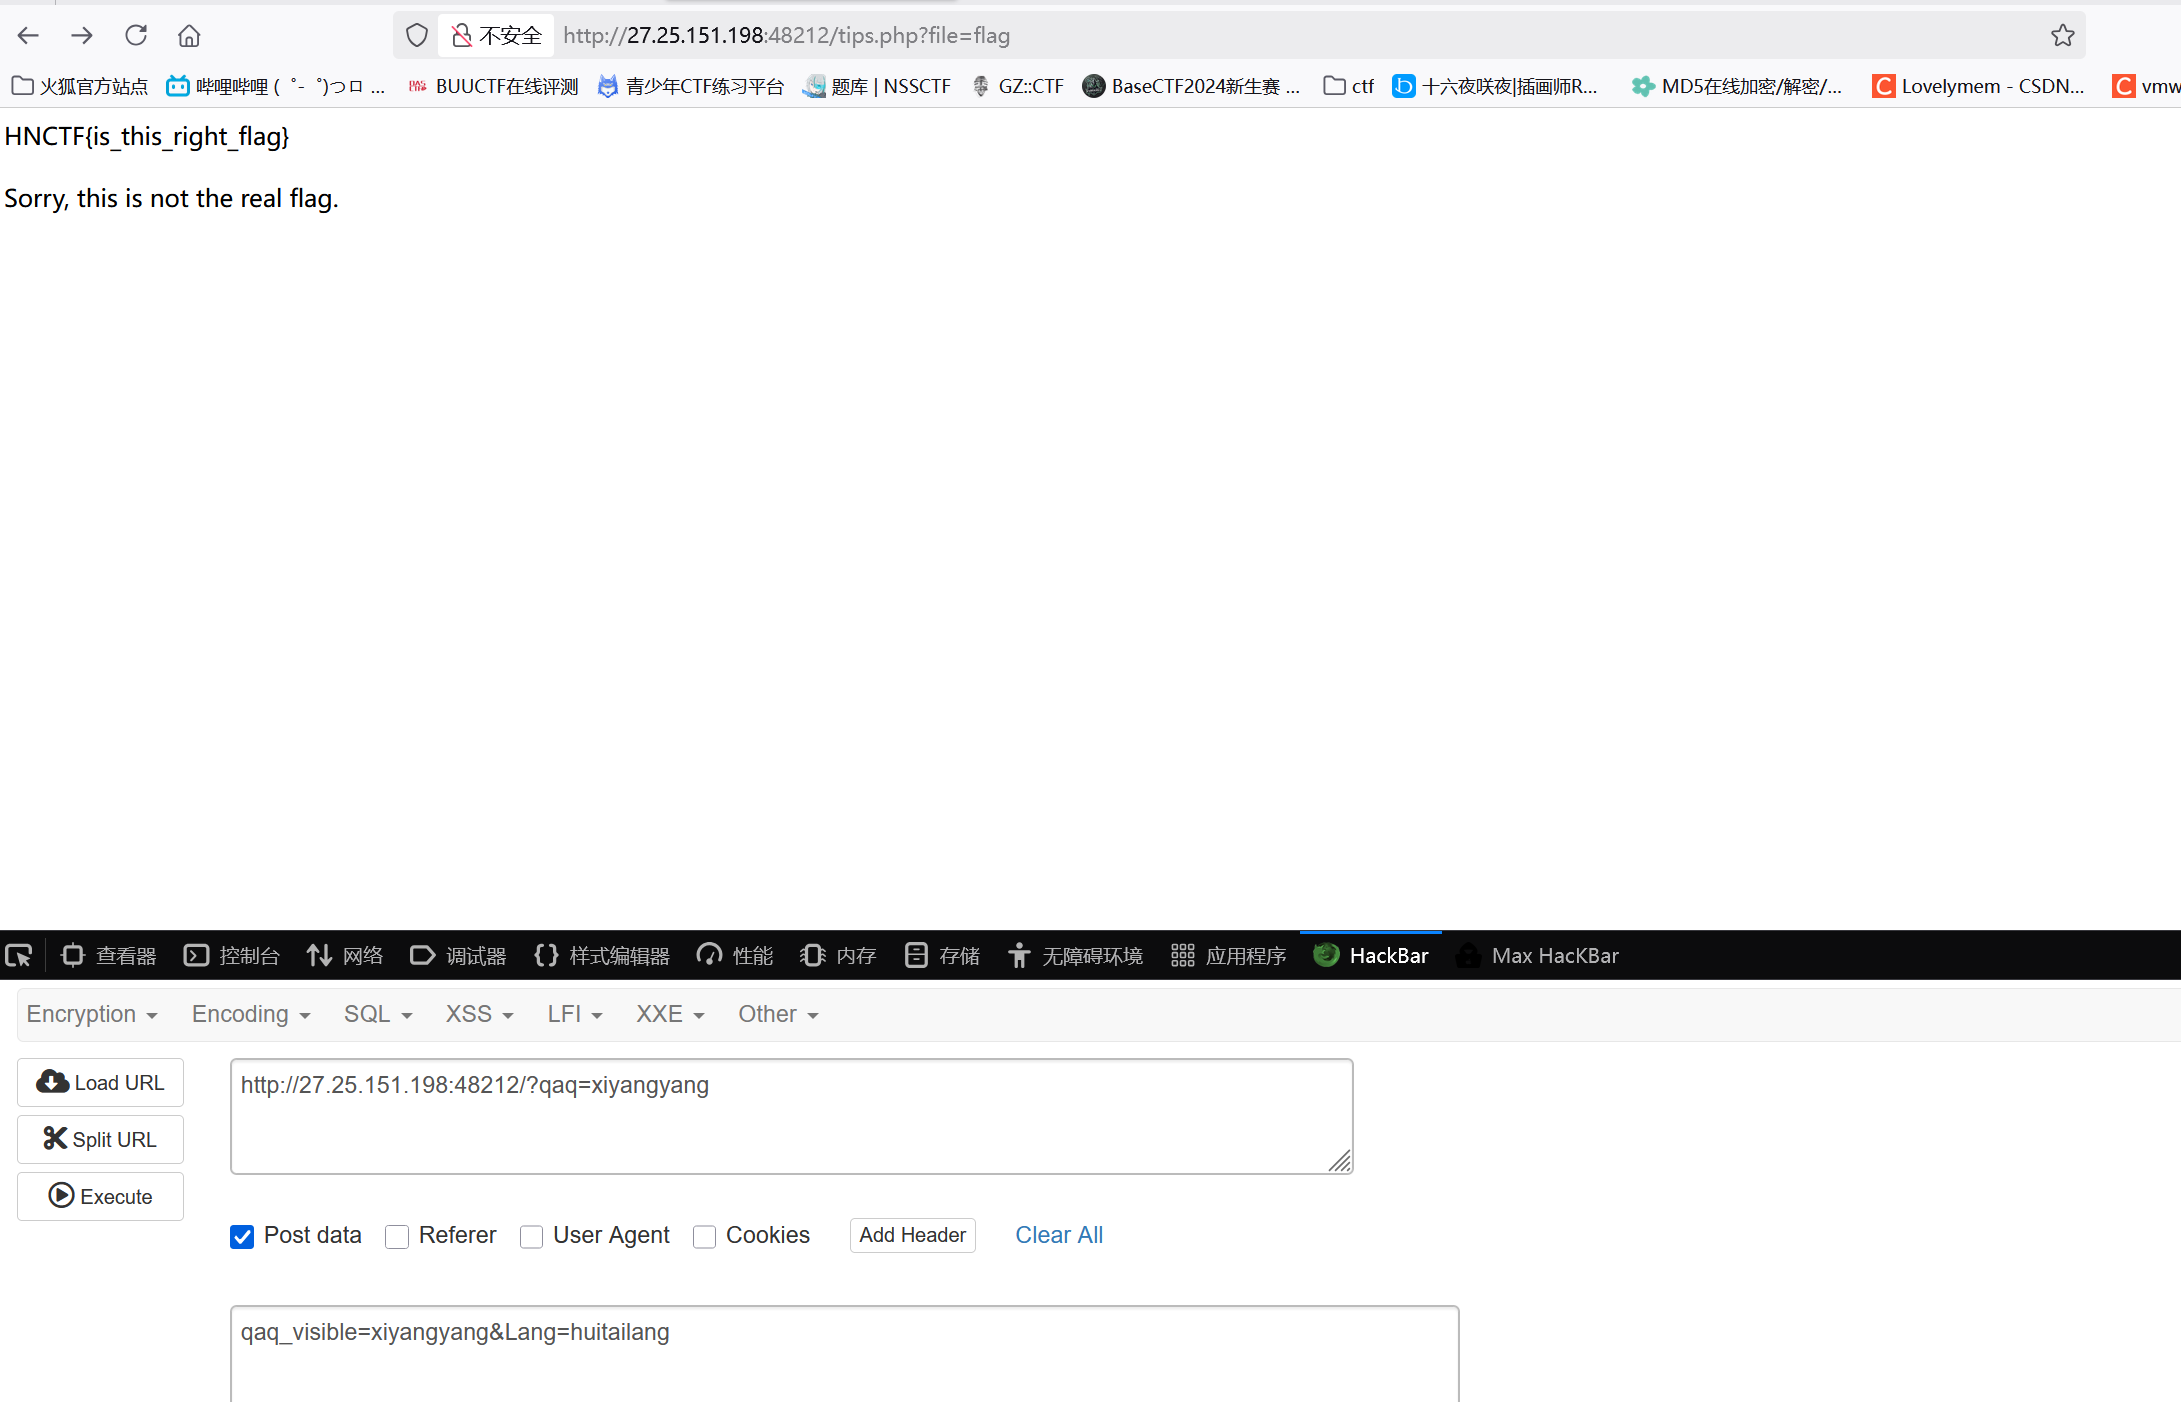 不安全 http://27.25.151.198:48212/tips.php?file=flag
火狐官方站点 哔哩哔哩 (゜-゜)つロ ... BUUCTF在线评测 青少年CTF练习平台 题库 | NSSCTF GZ::CTF BaseCTF2024新生赛 ... ctf 十六夜咲夜|插画师R... MD5在线加密/解密/... Lovelymem - CSDN... vmw
HNCTF{is_this_right_flag}
Sorry, this is not the real flag.
查看器 控制台 网络 调试器 样式编辑器 性能 内存 存储 无障碍环境 应用程序 HackBar Max HacKBar
Encryption Encoding SQL XSS LFI XXE Other
Load URL
http://27.25.151.198:48212/?qaq=xiyangyang
Split URL
Execute
Post data Referer User Agent Cookies Add Header Clear All
qaq_visible=xiyangyang&Lang=huitailang